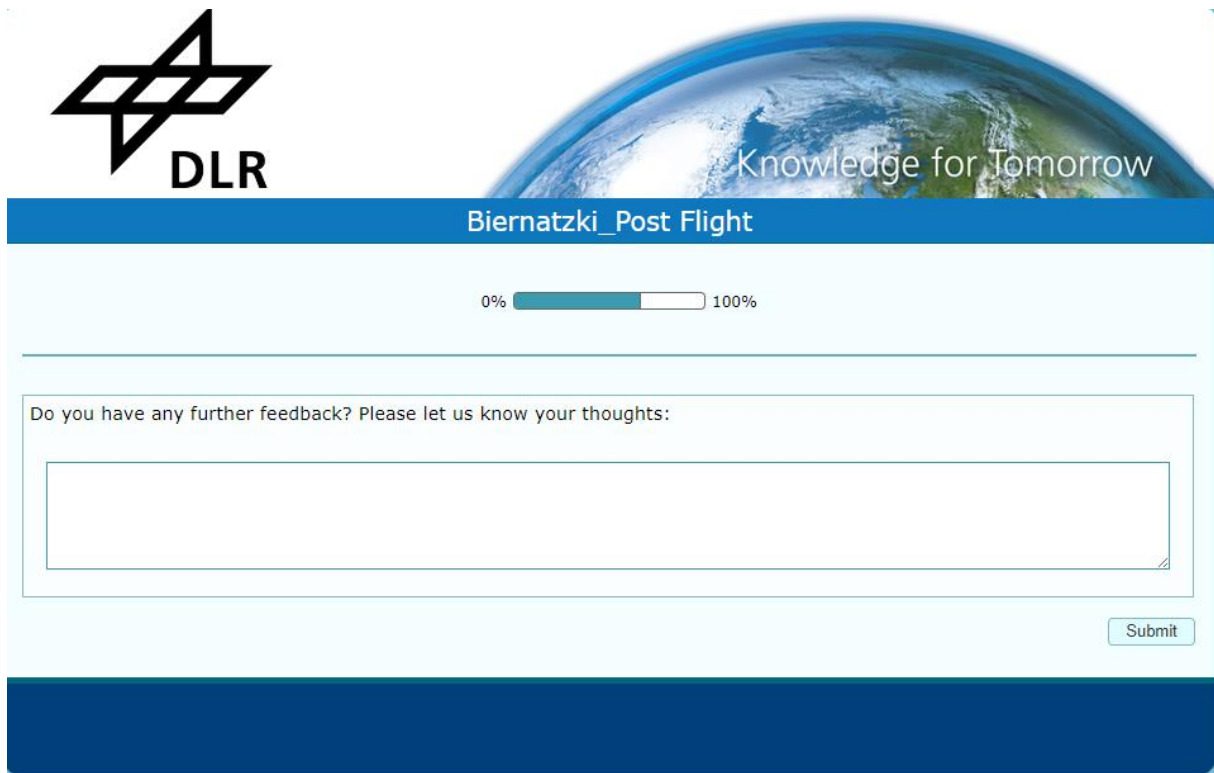 DLR
Knowledge for Tomorrow
Biernatzki_Post Flight
0% 100%
Do you have any further feedback? Please let us know your thoughts:
Submit